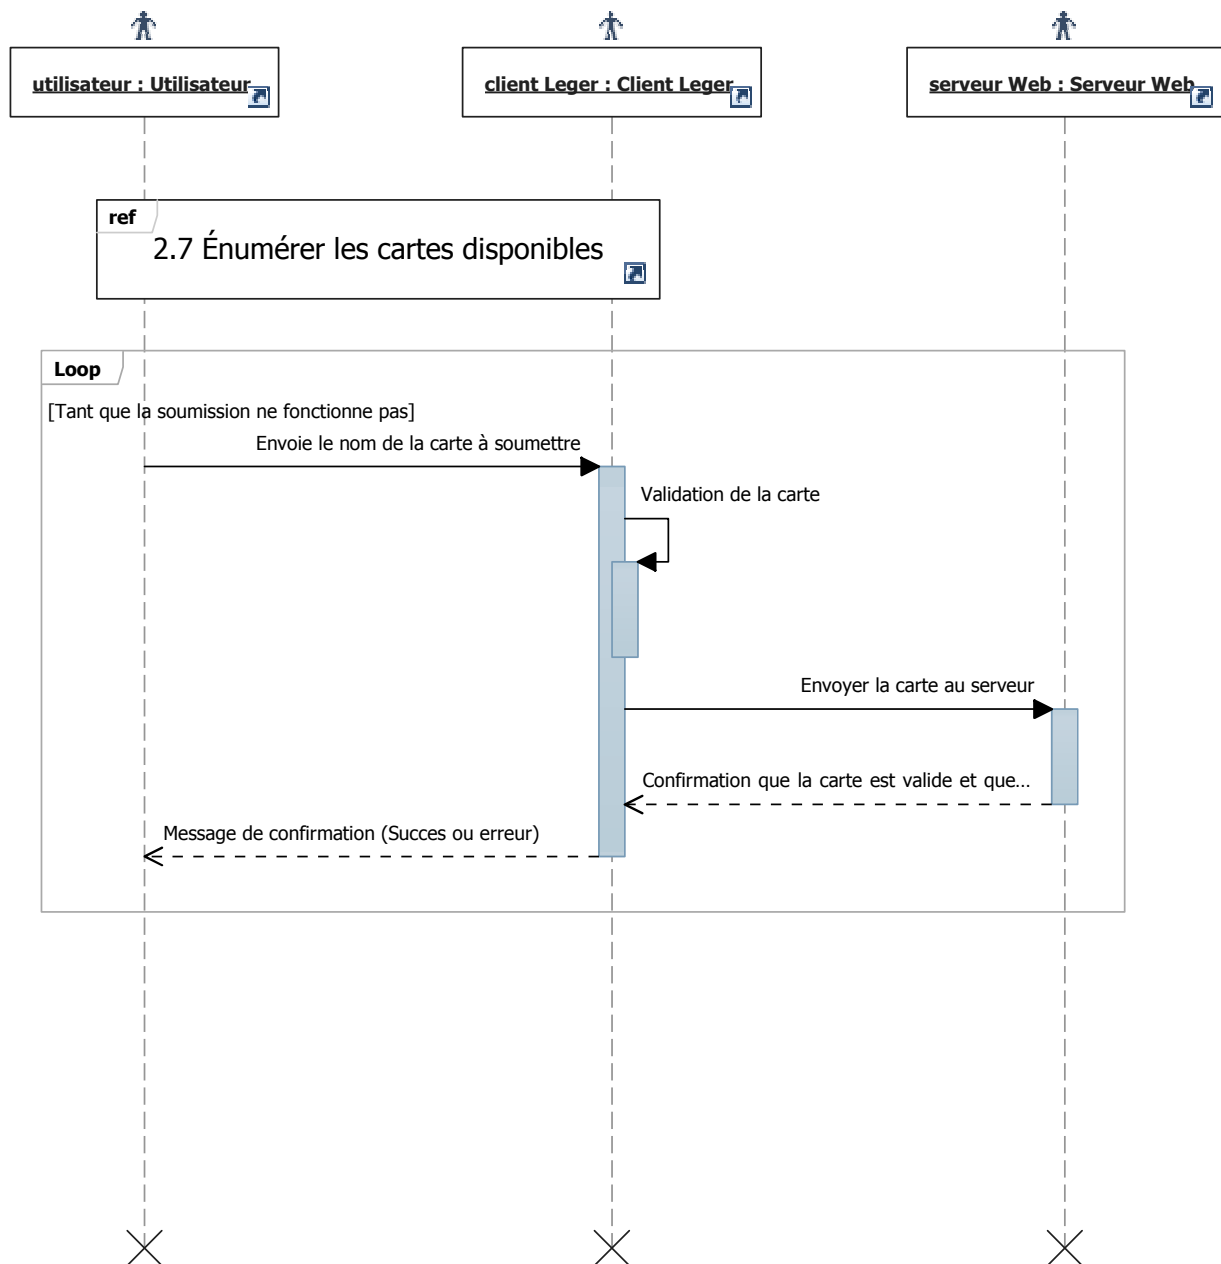 utilisateur : Utilisateur
client Leger : Client Leger
serveur Web : Serveur Web
ref
2.7 Énumérer les cartes disponibles
Loop
[Tant que la soumission ne fonctionne pas]
Envoie le nom de la carte à soumettre
Validation de la carte
Envoyer la carte au serveur
Confirmation que la carte est valide et que...
Message de confirmation (Succes ou erreur)